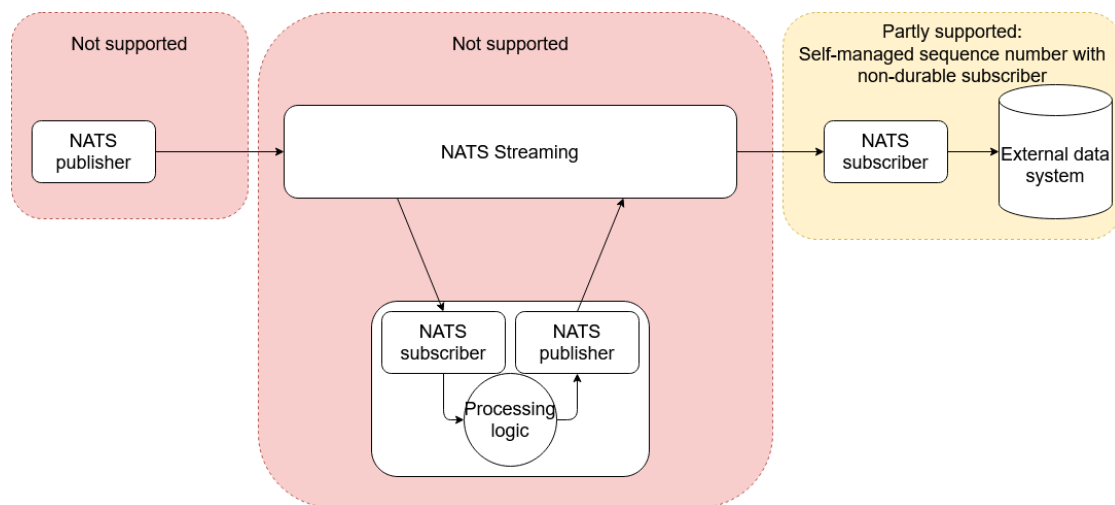 Not supported
Not supported
Partly supported:
Self-managed sequence number with
non-durable subscriber
NATS
publisher
NATS Streaming
NATS
subscriber
External data
system
NATS
subscriber
NATS
publisher
Processing
logic